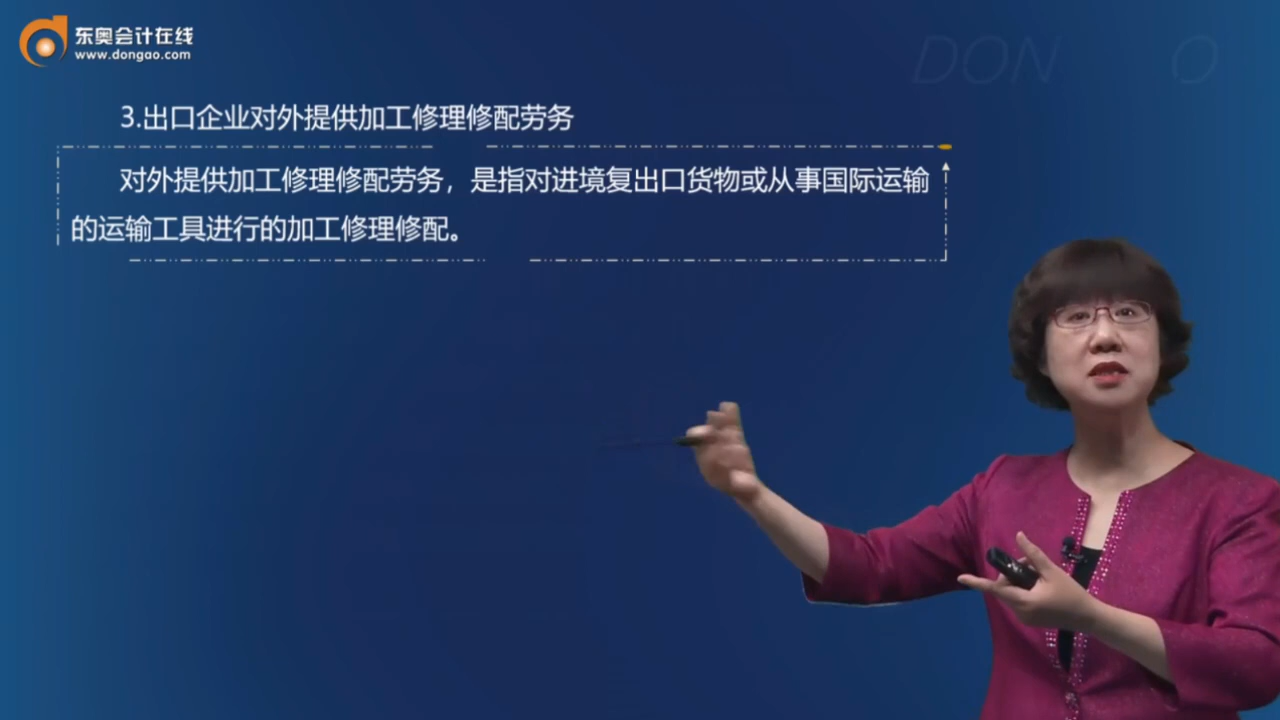 东奥会计在线
www.dongao.com
DON O
3.出口企业对外提供加工修理修配劳务
对外提供加工修理修配劳务，是指对进境复出口货物或从事国际运输
的运输工具进行的加工修理修配。